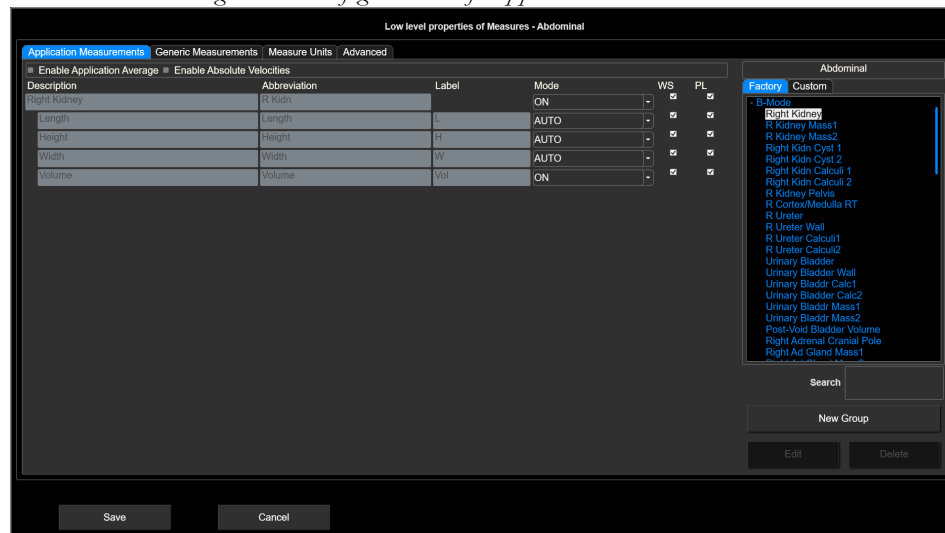 Low level properties of Measures - Abdominal
Application Measurements Generic Measurements Measure Units Advanced
Enable Application Average Enable Absolute Velocities
Description Abbreviation Label Mode WS PL
Right Kidney R Kidn ON
Length Length L AUTO
Height Height H AUTO
Width Width W AUTO
Volume Volume Vol ON
Abdominal
Factory Custom
- B-Mode
Right Kidney
R Kidney Mass1
R Kidney Mass2
Right Kidn Cyst 1
Right Kidn Cyst 2
Right Kidn Calculi 1
Right Kidn Calculi 2
R Kidney Pelvis
R Cortex/Medulla RT
R Ureter
R Ureter Wall
R Ureter Calculi1
R Ureter Calculi2
Urinary Bladder
Urinary Bladder Wall
Urinary Bladdr Calc1
Urinary Bladder Calc2
Urinary Bladdr Mass1
Urinary Bladdr Mass2
Post-Void Bladder Volume
Right Adrenal Cranial Pole
Right Ad Gland Mass1
Search
New Group
Edit Delete
Save Cancel